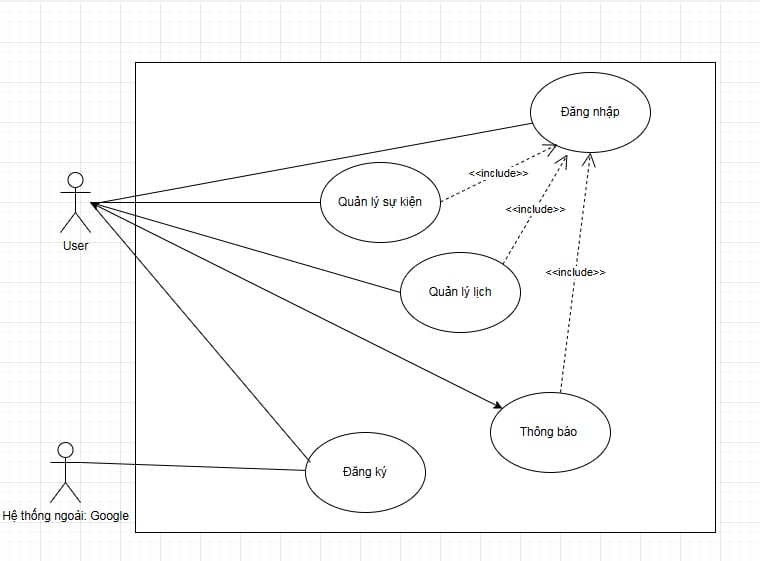 Đăng nhập
<<include>>
Quản lý sự kiện
<<include>>
User
<<include>>
Quản lý lịch
Thông báo
Đăng ký
Hệ thống ngoài: Google